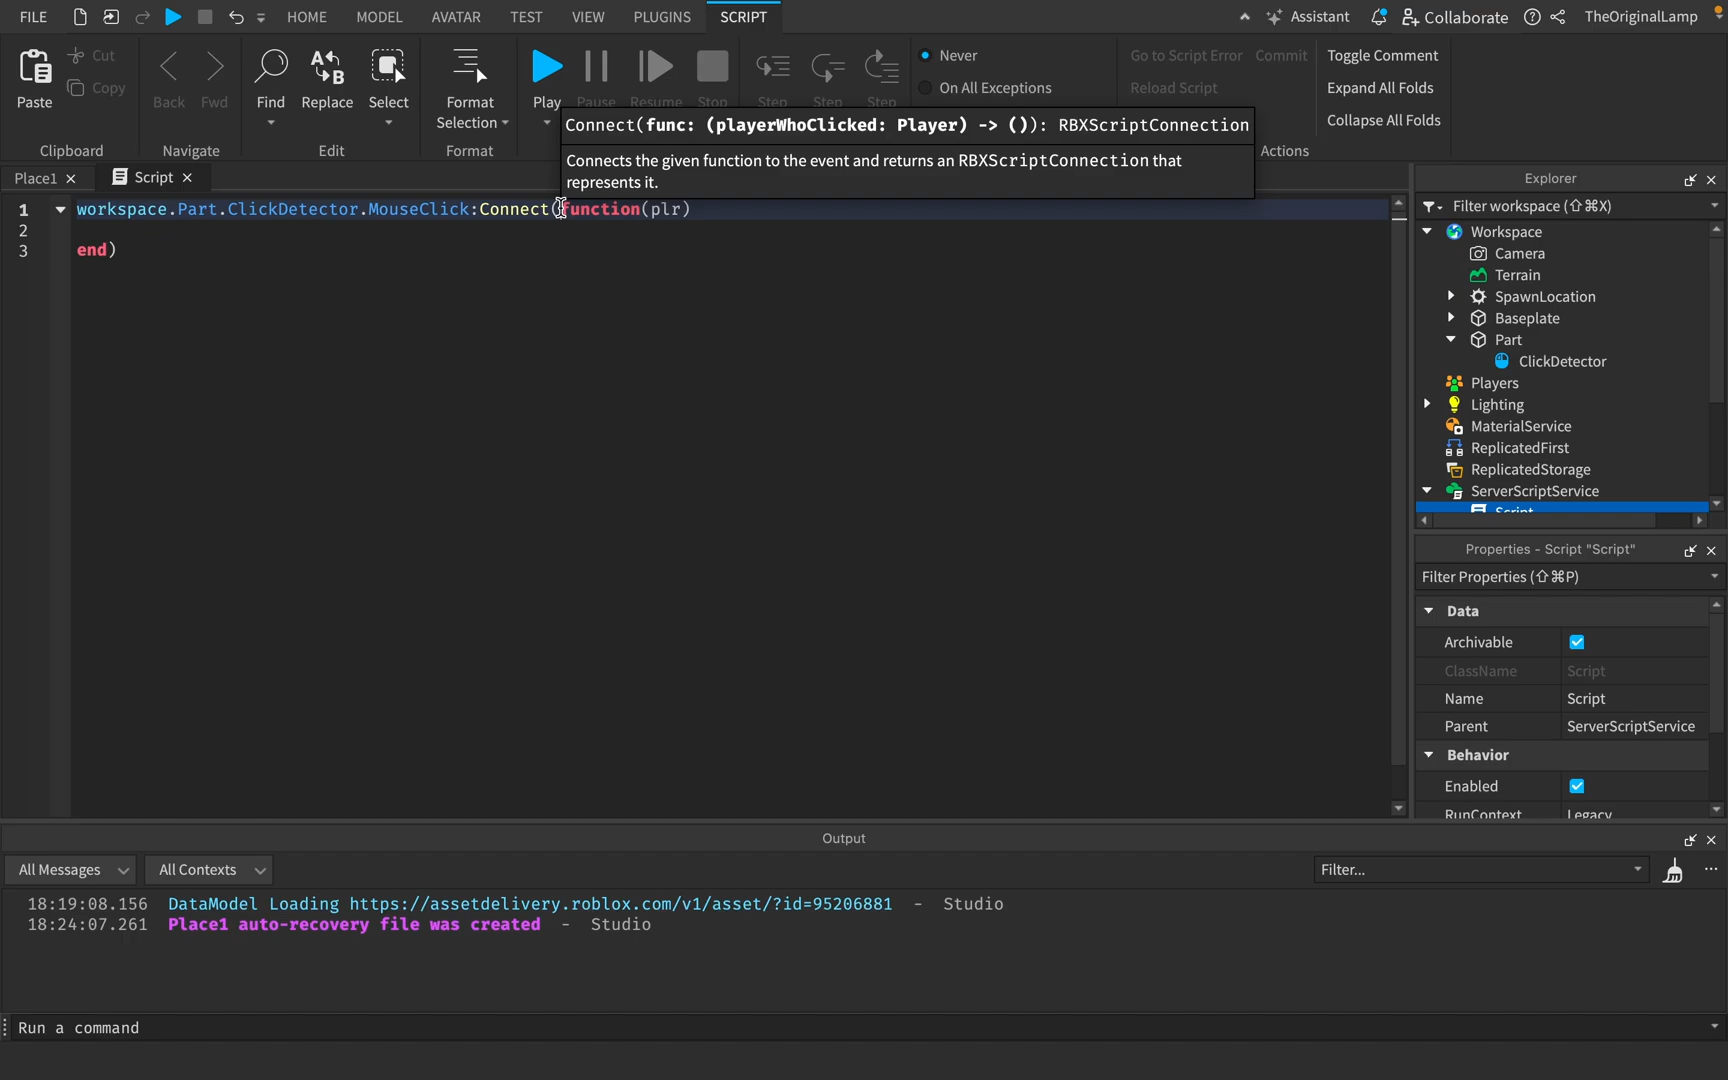 FILE HOME MODEL AVATAR TEST VIEW PLUGINS SCRIPT Assistant Collaborate TheOriginalLamp
Paste Cut Copy
Clipboard
Back Fwd
Navigate
Find Replace Select
Edit
Format
Selection
Format
Play Pause Resume Stop Step Step Step
Never
On All Exceptions
Go to Script Error Commit
Reload Script
Toggle Comment
Expand All Folds
Collapse All Folds
Actions
Connect(func: (playerWhoClicked: Player) -> ()): RBXScriptConnection
Connects the given function to the event and returns an RBXScriptConnection that
represents it.
Place1 Script
1 workspace.Part.ClickDetector.MouseClick:Connect(function(plr)
2
3 end)
Explorer
Filter workspace (⇧⌘X)
Workspace
Camera
Terrain
SpawnLocation
Baseplate
Part
ClickDetector
Players
Lighting
MaterialService
ReplicatedFirst
ReplicatedStorage
ServerScriptService
Script
Properties - Script "Script"
Filter Properties (⇧⌘P)
Data
Archivable
ClassName Script
Name Script
Parent ServerScriptService
Behavior
Enabled
RunContext Legacy
Output
All Messages All Contexts Filter...
18:19:08.156 DataModel Loading https://assetdelivery.roblox.com/v1/asset/?id=95206881 - Studio
18:24:07.261 Place1 auto-recovery file was created - Studio
Run a command